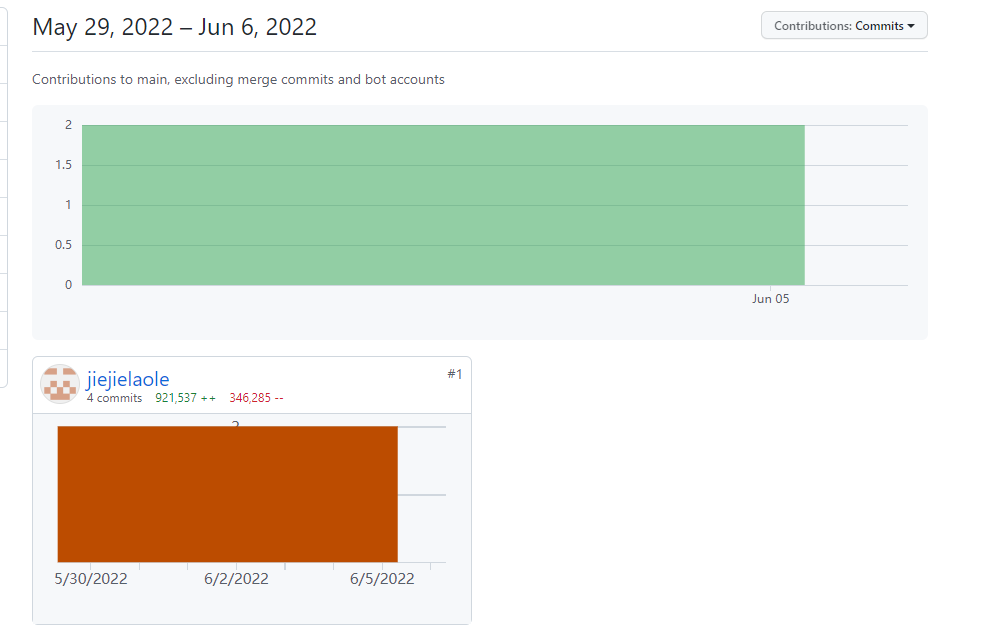 May 29, 2022 – Jun 6, 2022
Contributions: Commits
Contributions to main, excluding merge commits and bot accounts
2
1.5
1
0.5
0
Jun 05
jiejielaole
#1
4 commits 921,537 ++ 346,285 --
2
5/30/2022 6/2/2022 6/5/2022